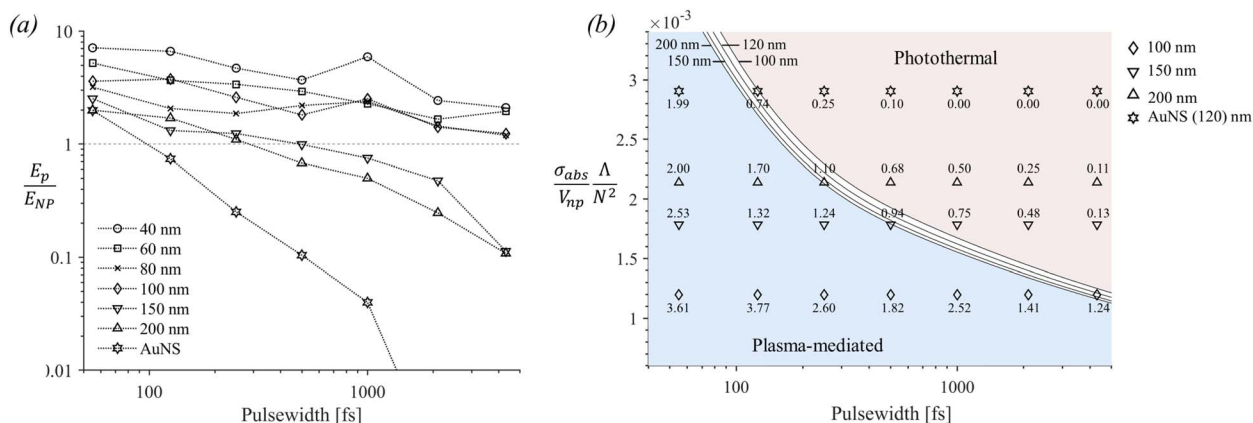 (a)
10
1
0.1
).01
E_p
E_NP
40 nm
60 nm
80 nm
100 nm
150 nm
200 nm
AuNS
100
1000
Pulsewidth [fs]
(b)
×10⁻³
3
2.5
2
1.5
1
σ_abs Λ
V_np N²
200 nm
120 nm
150 nm
100 nm
Photothermal
1.99 0.74 0.25 0.10 0.00 0.00 0.00
2.00 1.70 1.10 0.68 0.50 0.25 0.11
2.53 1.32 1.24 0.94 0.75 0.48 0.13
3.61 3.77 2.60 1.82 2.52 1.41 1.24
Plasma-mediated
100
1000
Pulsewidth [fs]
100 nm
150 nm
200 nm
AuNS (120) nm